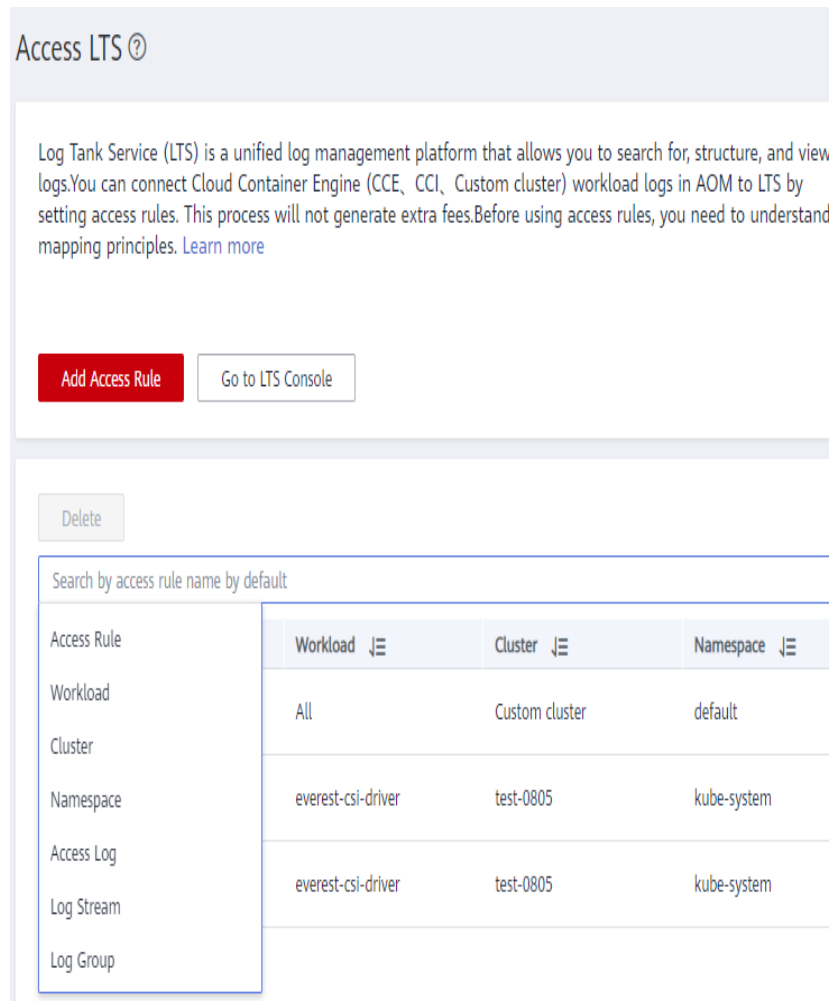 Access LTS ?
Log Tank Service (LTS) is a unified log management platform that allows you to search for, structure, and view
logs.You can connect Cloud Container Engine (CCE、CCI、Custom cluster) workload logs in AOM to LTS by
setting access rules. This process will not generate extra fees.Before using access rules, you need to understand
mapping principles. Learn more
Add Access Rule Go to LTS Console
Delete
Search by access rule name by default
Access Rule
Workload
Cluster
Namespace
Access Log
Log Stream
Log Group
Workload Cluster Namespace
All Custom cluster default
everest-csi-driver test-0805 kube-system
everest-csi-driver test-0805 kube-system